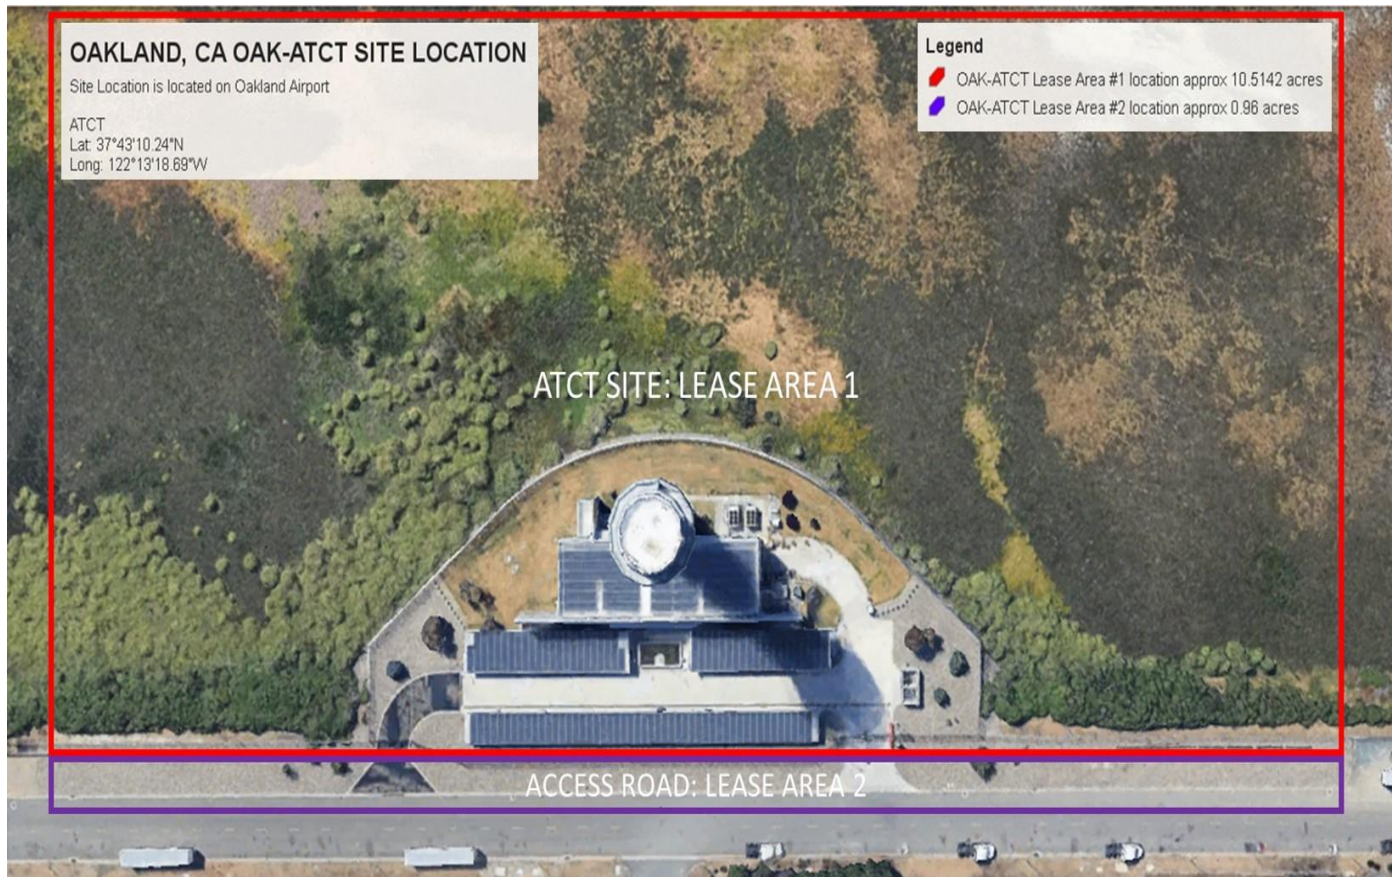 OAKLAND, CA OAK-ATCT SITE LOCATION
Site Location is located on Oakland Airport
ATCT
Lat: 37°43'10.24"N
Long: 122°13'18.69"W
Legend
OAK-ATCT Lease Area #1 location approx 10.5142 acres
OAK-ATCT Lease Area #2 location approx 0.96 acres
ATCT SITE: LEASE AREA 1
ACCESS ROAD: LEASE AREA 2